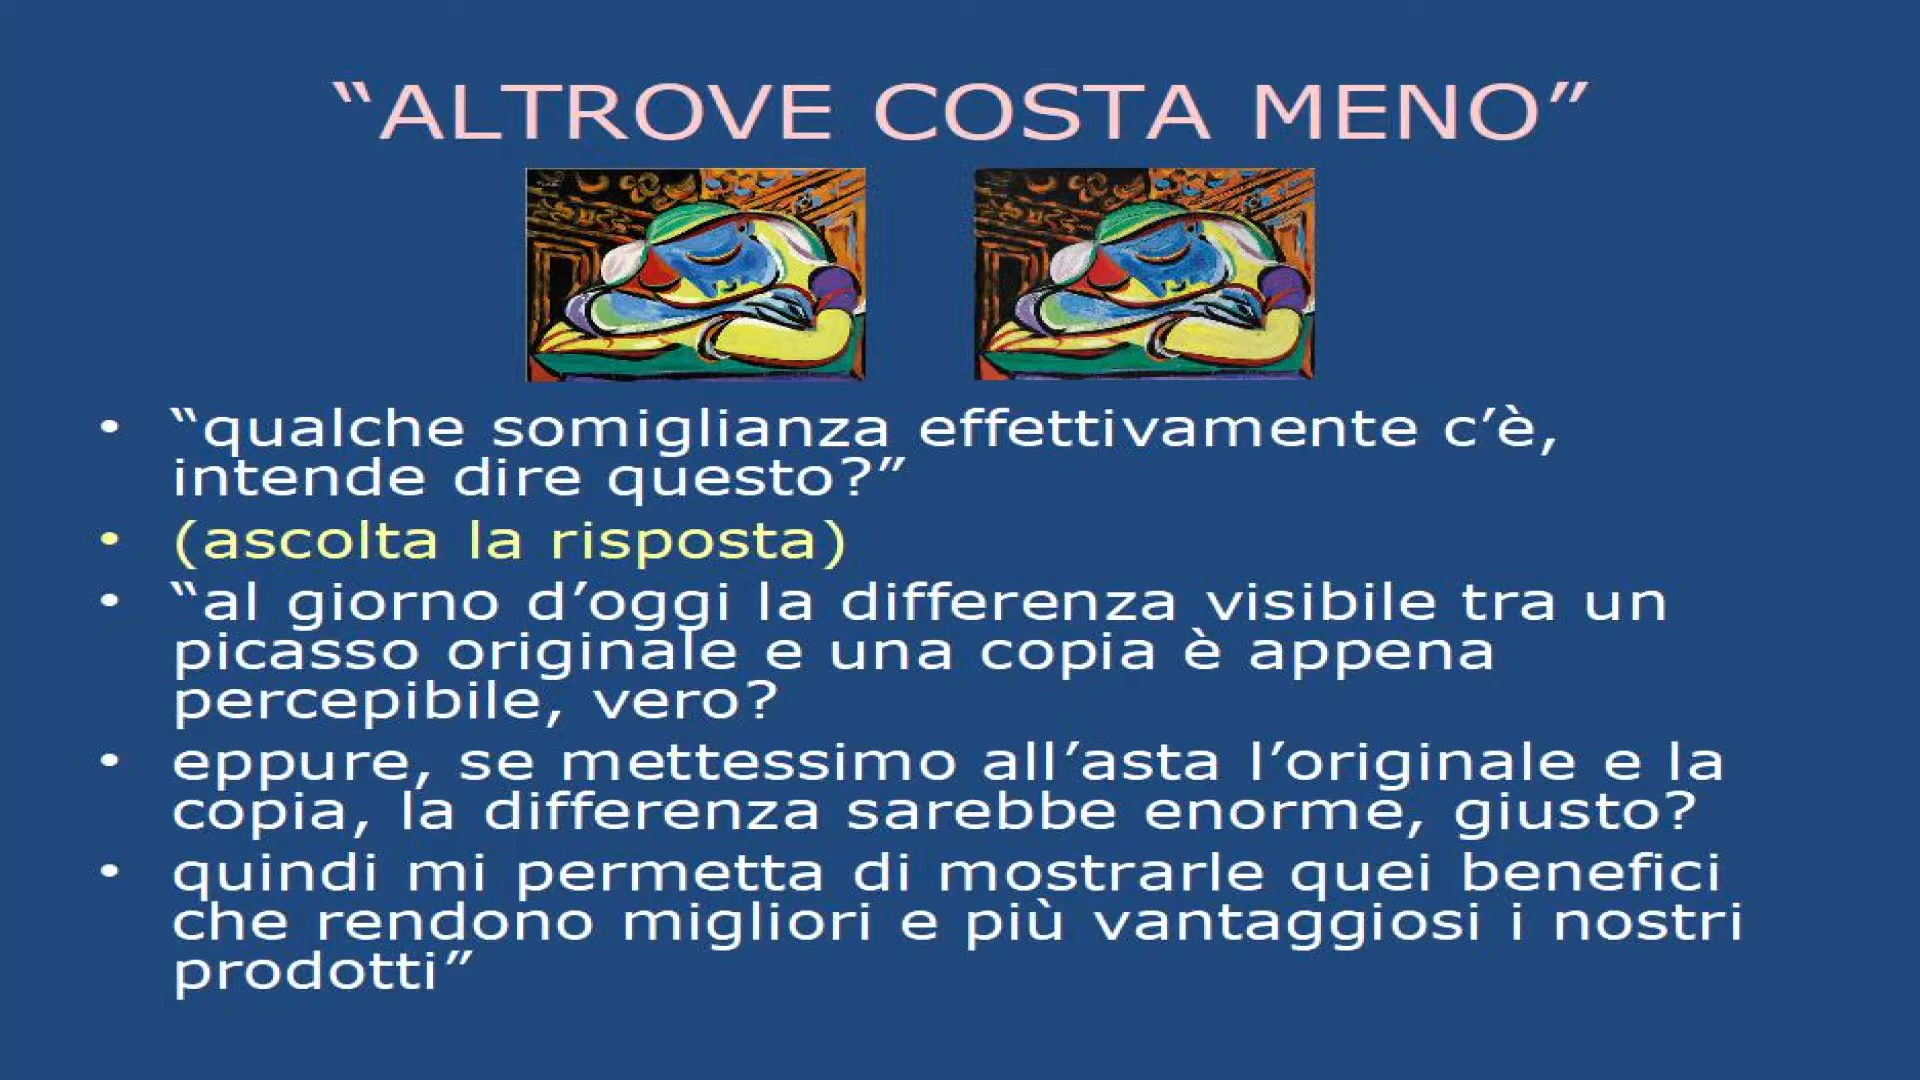 “ALTROVE COSTA MENO”
• “qualche somiglianza effettivamente c’è,
intende dire questo?”
• (ascolta la risposta)
• “al giorno d’oggi la differenza visibile tra un
picasso originale e una copia è appena
percepibile, vero?
• eppure, se mettessimo all’asta l’originale e la
copia, la differenza sarebbe enorme, giusto?
• quindi mi permetta di mostrarle quei benefici
che rendono migliori e più vantaggiosi i nostri
prodotti”